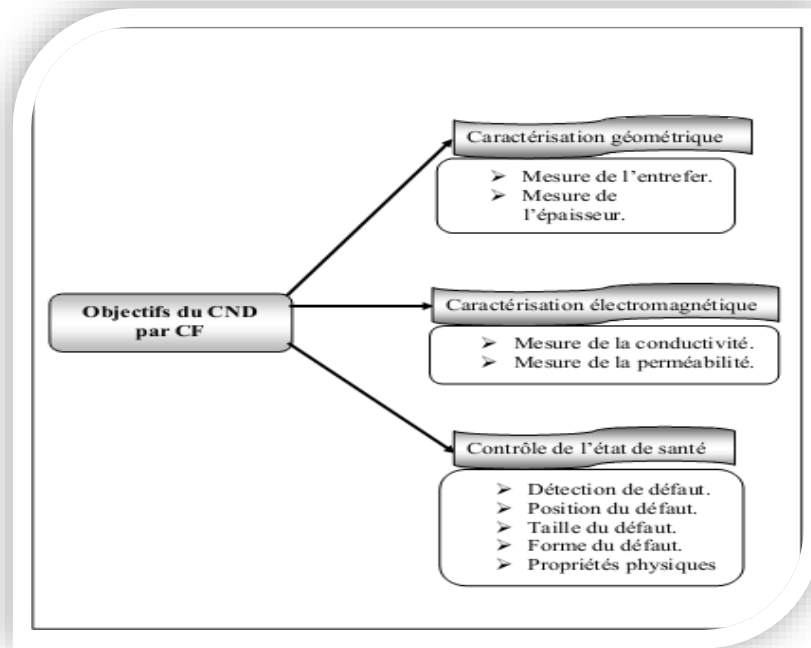 Objectifs du CND
par CF
Caractérisation géométrique
➢ Mesure de l'entrefer.
➢ Mesure de
l'épaisseur.
Caractérisation électromagnétique
➢ Mesure de la conductivité.
➢ Mesure de la perméabilité.
Contrôle de l'état de santé
➢ Détection de défaut.
➢ Position du défaut.
➢ Taille du défaut.
➢ Forme du défaut.
➢ Propriétés physiques